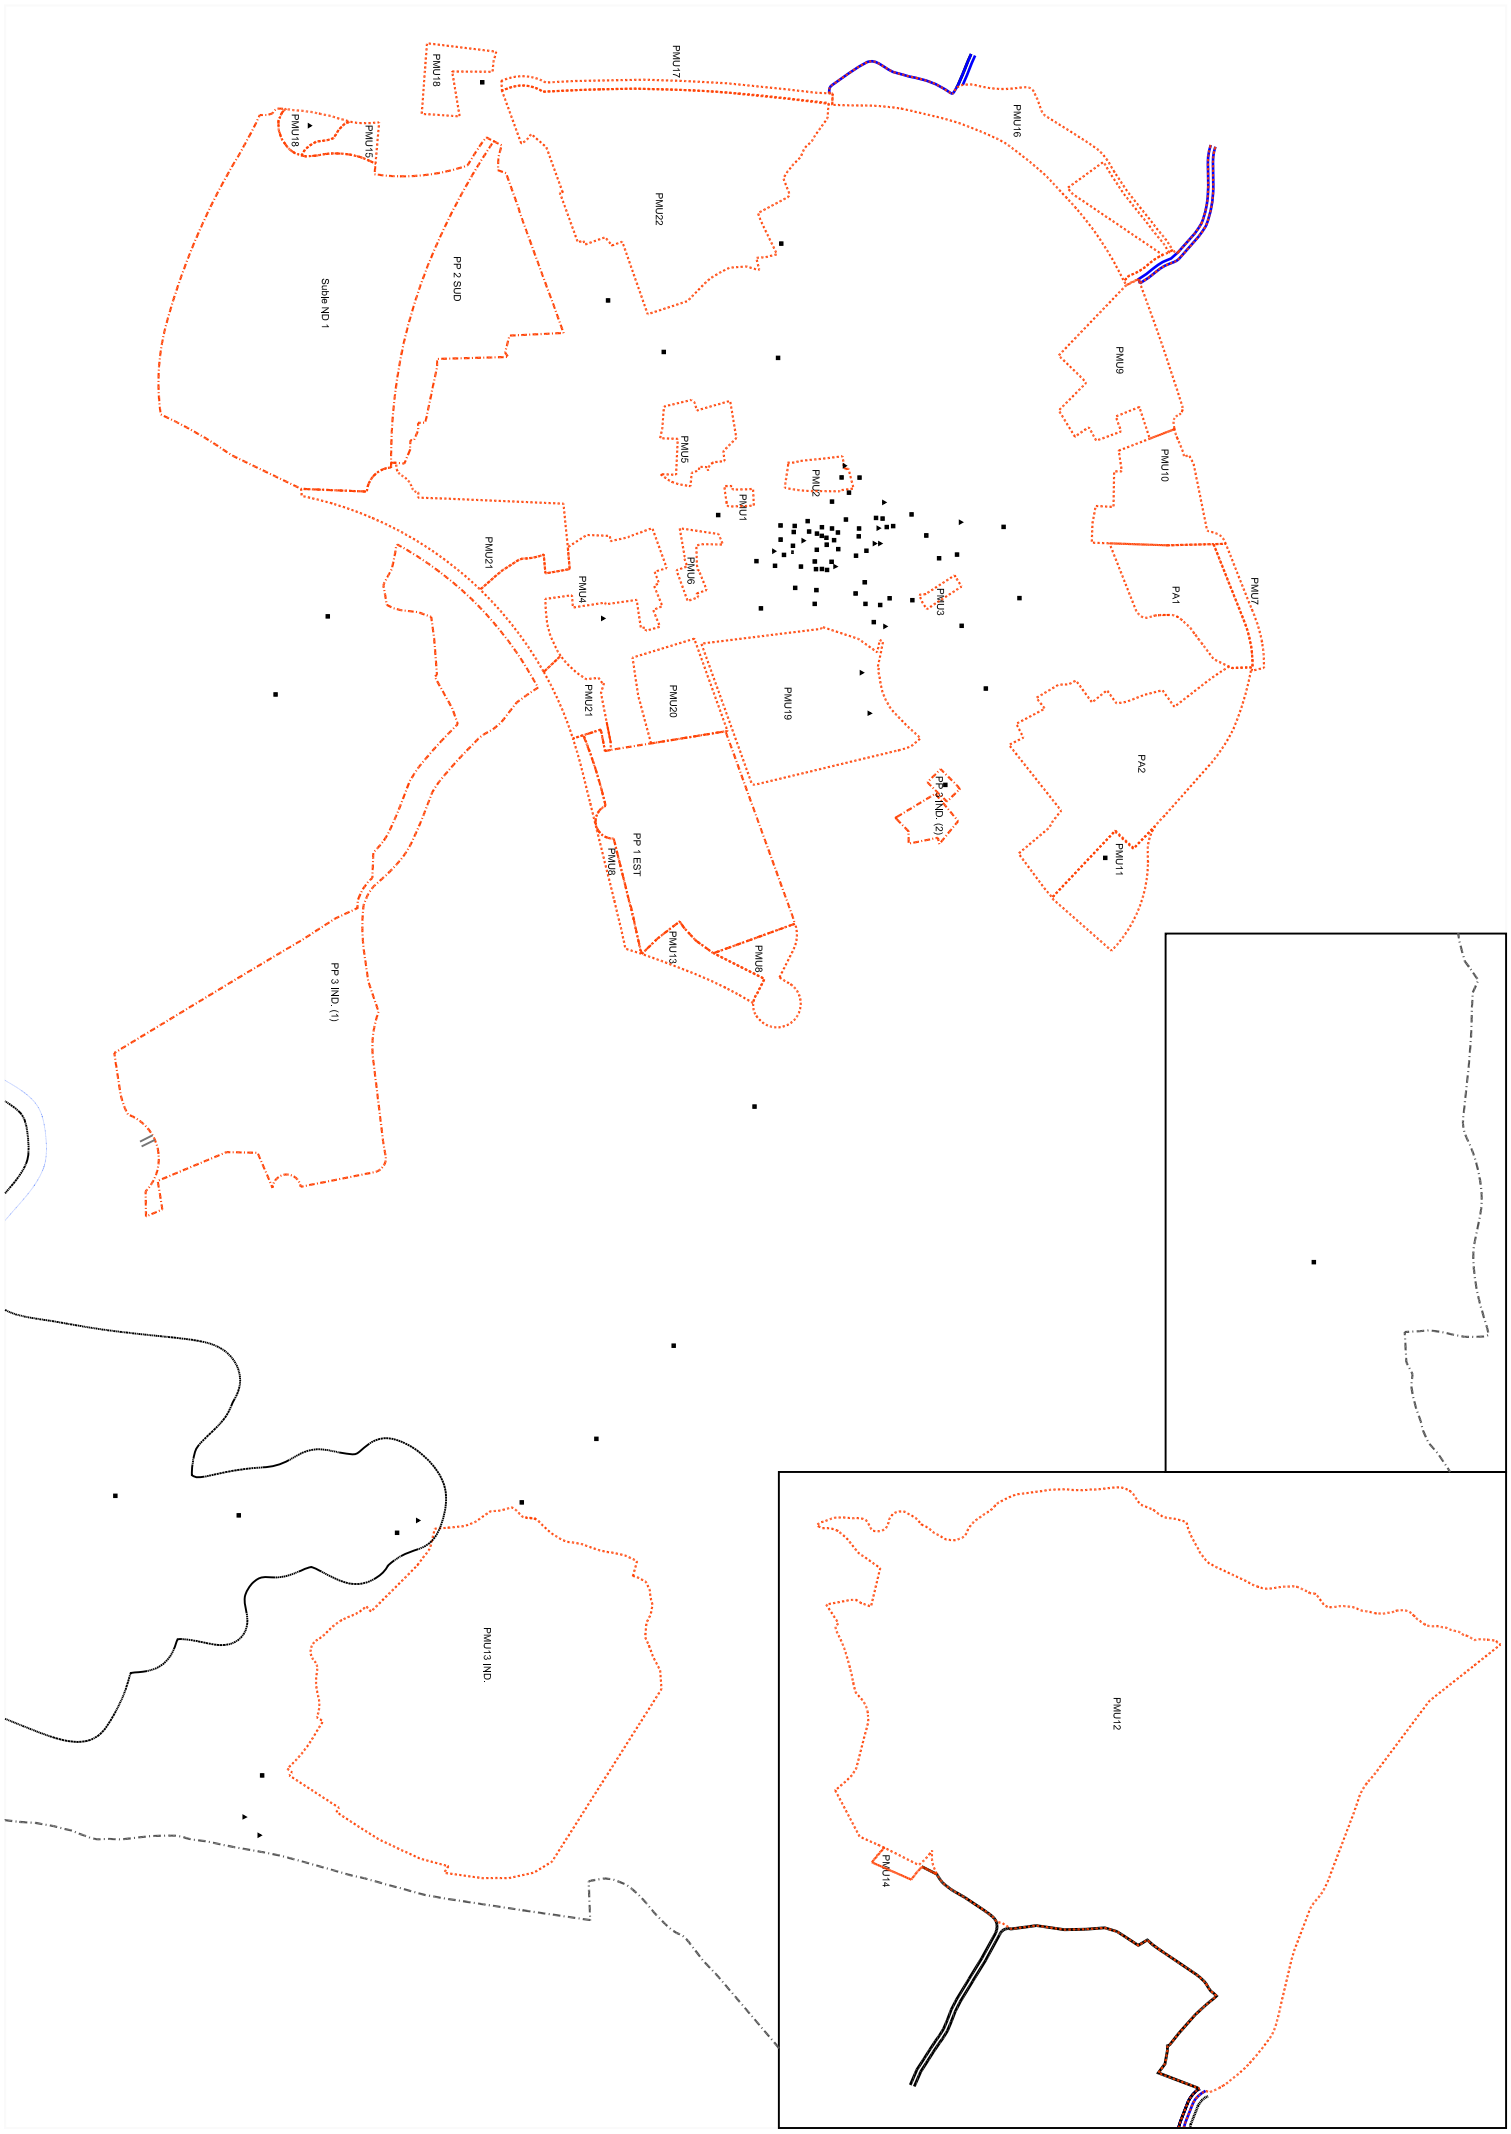 PMU17
PMU18
PMU16
PMU18
PMU15
PMU22
PP 2 SUD
Suble ND 1
PMU9
PMU5
PMU10
PMU2
PMU1
PMU21
PMU6
PMU4
PMU3
PA1
PMU7
PMU21
PMU20
PMU19
PA2
PP 3 IND. (2)
PP 1 EST
PMU8
PMU11
PMU13
PMU8
PP 3 IND. (1)
PMU13 IND.
PMU12
PMU14